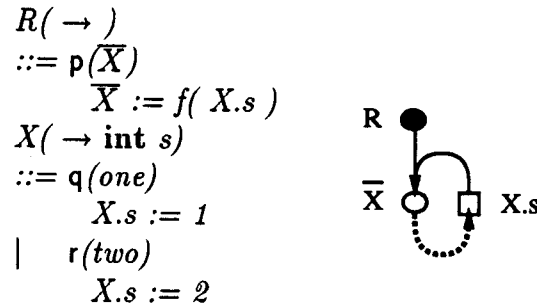 R( → )
::= p(X̅)
X̅ := f( X.s )
X( → int s)
::= q(one)
X.s := 1
| r(two)
X.s := 2
R
X̅
X.s